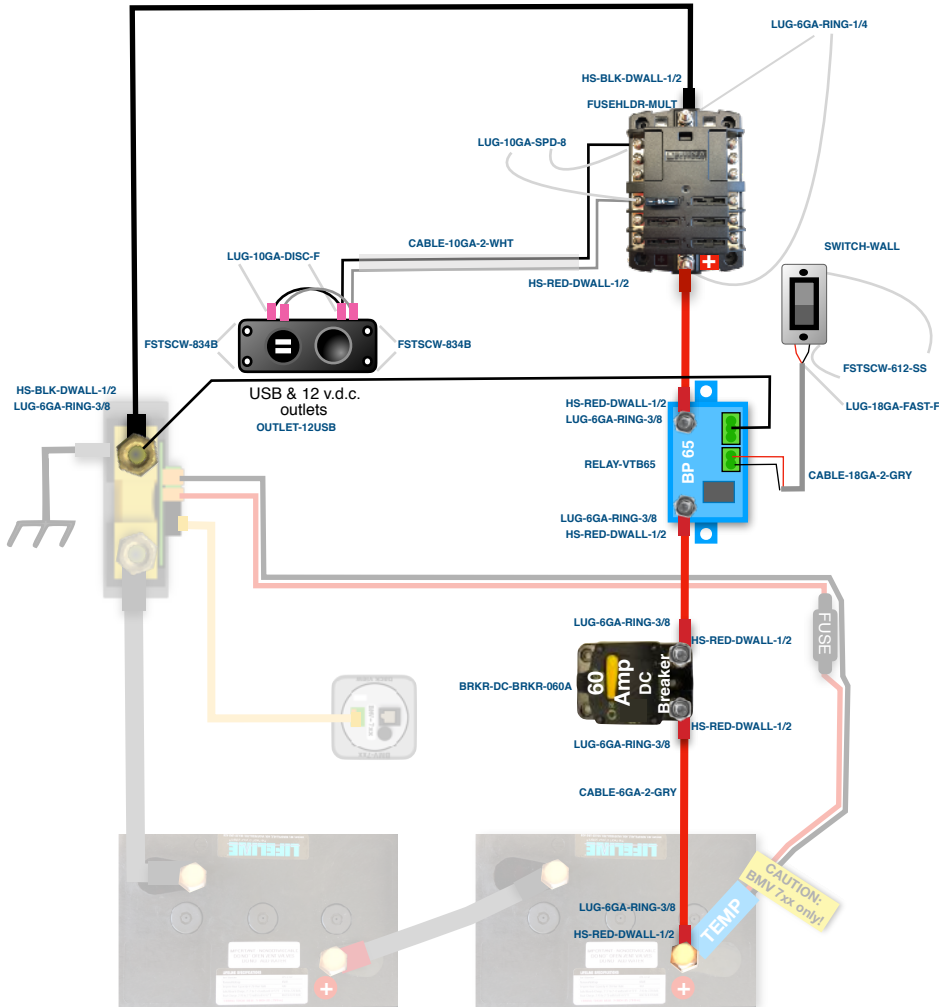 LUG-6GA-RING-1/4
HS-BLK-DWALL-1/2
FUSEHLDR-MULT
LUG-10GA-SPD-8
CABLE-10GA-2-WHT
SWITCH-WALL
LUG-10GA-DISC-F
HS-RED-DWALL-1/2
FSTSCW-834B
FSTSCW-834B
FSTSCW-612-SS
HS-BLK-DWALL-1/2
LUG-6GA-RING-3/8
USB & 12 v.d.c.
outlets
OUTLET-12USB
HS-RED-DWALL-1/2
LUG-6GA-RING-3/8
LUG-18GA-FAST-F
BP 65
RELAY-VTB65
CABLE-18GA-2-GRY
LUG-6GA-RING-3/8
HS-RED-DWALL-1/2
LUG-6GA-RING-3/8
FUSE
HS-RED-DWALL-1/2
60
Amp
DC
Breaker
BRKR-DC-BRKR-060A
HS-RED-DWALL-1/2
LUG-6GA-RING-3/8
CABLE-6GA-2-GRY
LIFELINE
LIFELINE
CAUTION:
BMV 7xx only!
TEMP
LUG-6GA-RING-3/8
HS-RED-DWALL-1/2